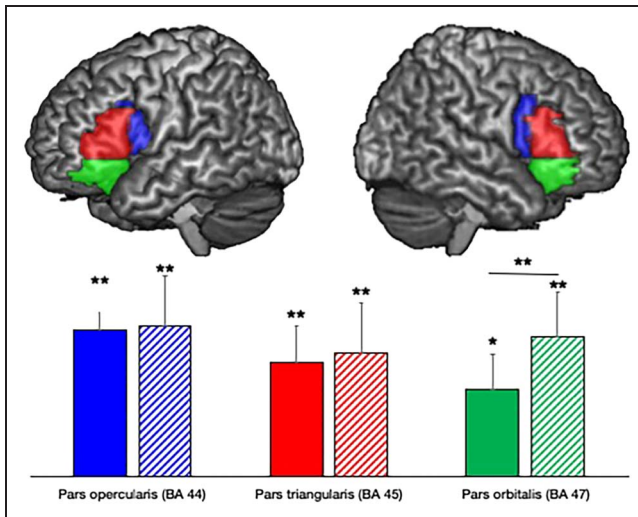 **
** **
** ** **
** *
Pars opercularis (BA 44) Pars triangularis (BA 45) Pars orbitalis (BA 47)